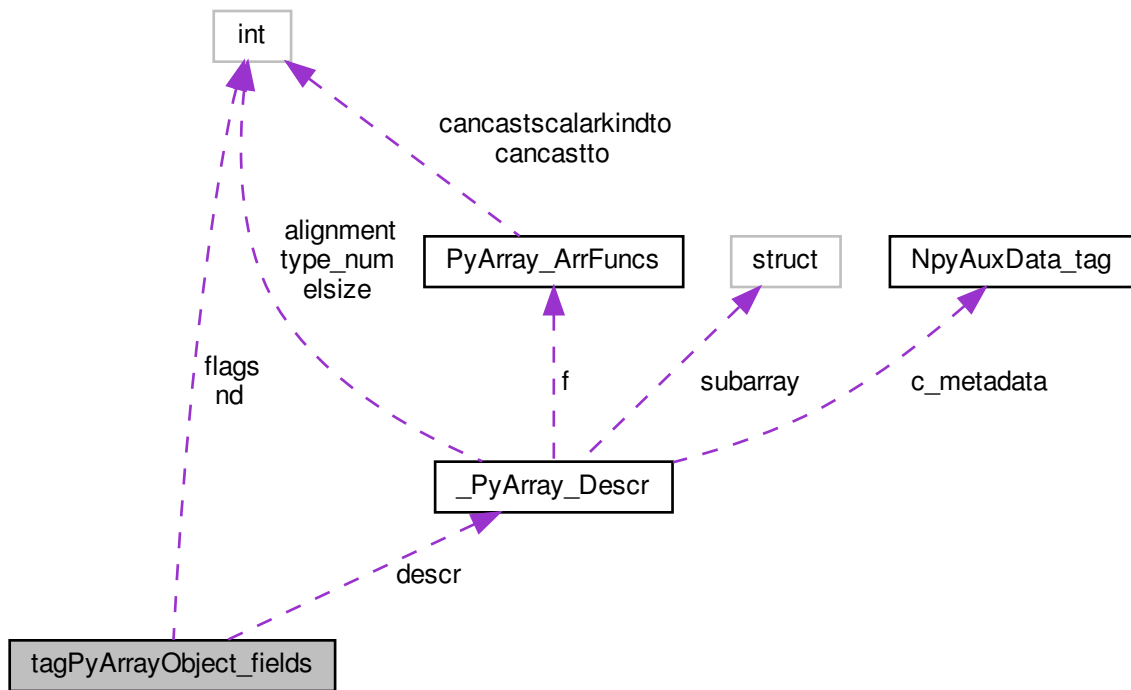 int
cancastscalarkindto
cancastto
alignment
type_num
elsize
PyArray_ArrFuncs
struct
NpyAuxData_tag
flags
nd
f
subarray
c_metadata
_PyArray_Descr
descr
tagPyArrayObject_fields